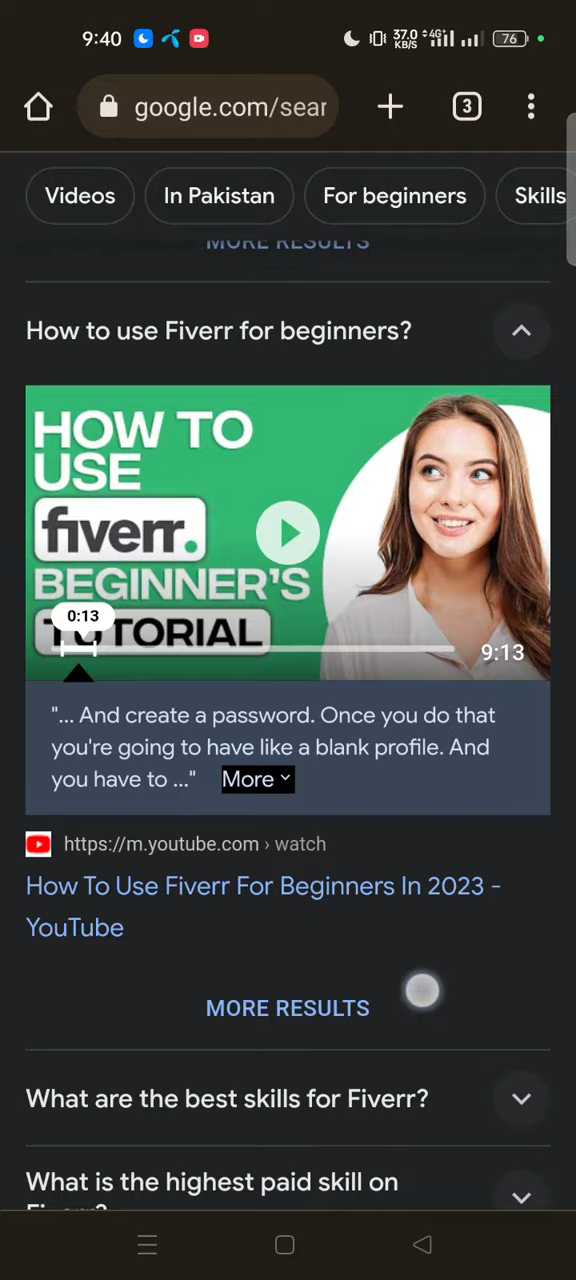 9:40 37.0 KB/S 4G+ 76
google.com/sear 3
Videos In Pakistan For beginners Skills
MORE RESULTS
How to use Fiverr for beginners?
HOW TO
USE
fiverr.
BEGINNER'S
0:13
TUTORIAL
9:13
"... And create a password. Once you do that
you're going to have like a blank profile. And
you have to ..." More
https://m.youtube.com › watch
How To Use Fiverr For Beginners In 2023 -
YouTube
MORE RESULTS
What are the best skills for Fiverr?
What is the highest paid skill on
Fiverr?